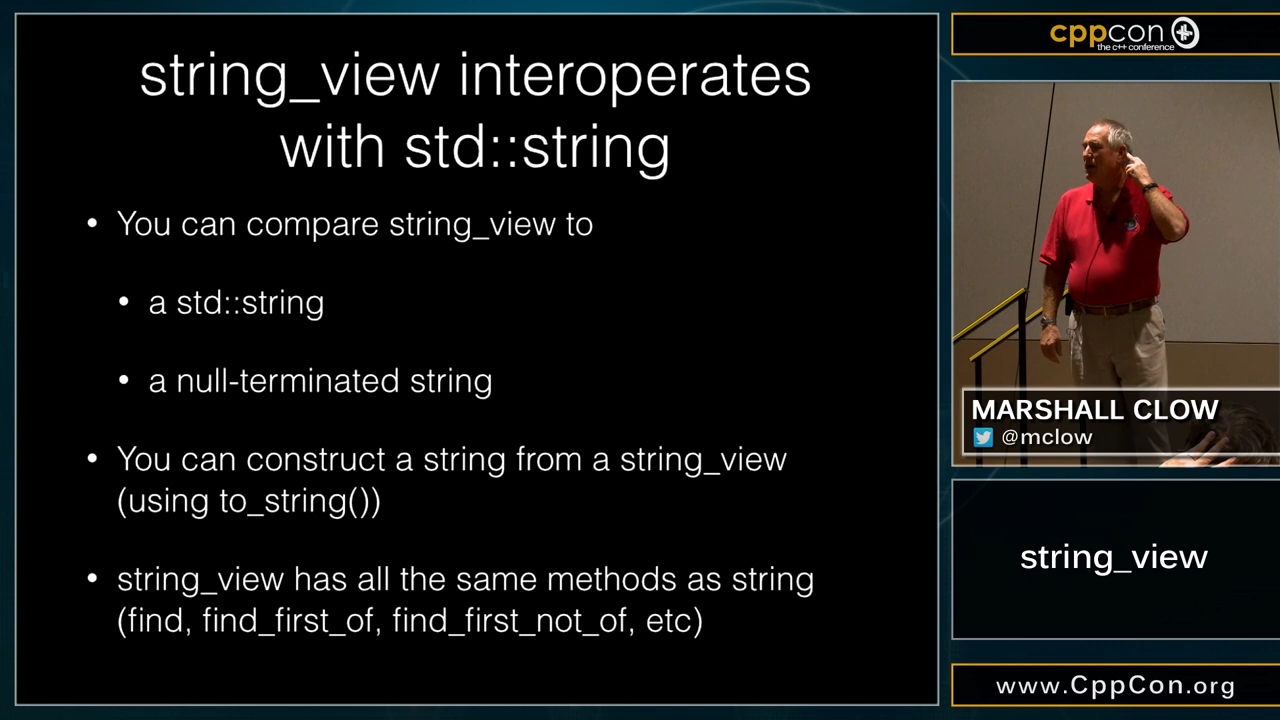 string_view interoperates
with std::string
• You can compare string_view to
• a std::string
• a null-terminated string
• You can construct a string from a string_view
(using to_string())
• string_view has all the same methods as string
(find, find_first_of, find_first_not_of, etc)
cppcon
the c++ conference
MARSHALL CLOW
@mclow
string_view
www.CppCon.org